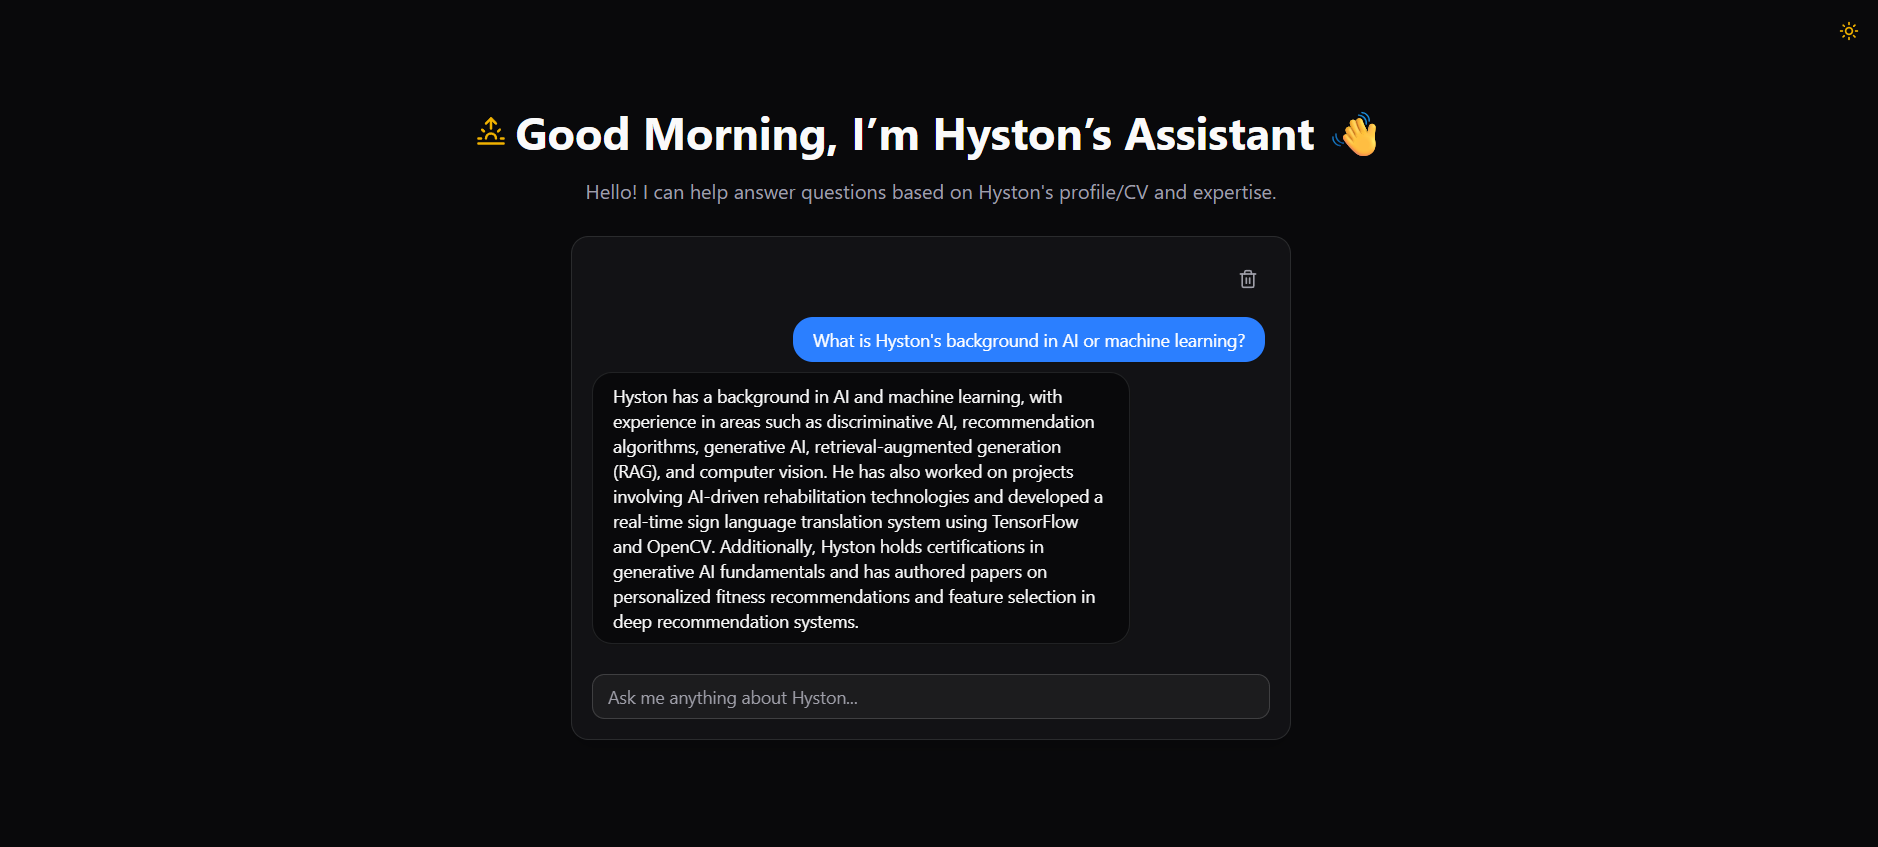 Good Morning, I’m Hyston’s Assistant 👋
Hello! I can help answer questions based on Hyston's profile/CV and expertise.
What is Hyston's background in AI or machine learning?
Hyston has a background in AI and machine learning, with
experience in areas such as discriminative AI, recommendation
algorithms, generative AI, retrieval-augmented generation
(RAG), and computer vision. He has also worked on projects
involving AI-driven rehabilitation technologies and developed a
real-time sign language translation system using TensorFlow
and OpenCV. Additionally, Hyston holds certifications in
generative AI fundamentals and has authored papers on
personalized fitness recommendations and feature selection in
deep recommendation systems.
Ask me anything about Hyston...